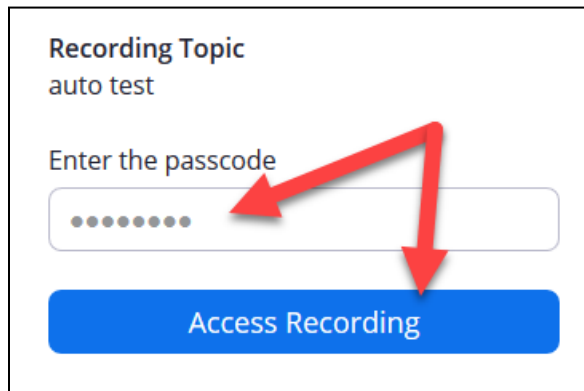 Recording Topic
auto test
Enter the passcode
••••••••
Access Recording